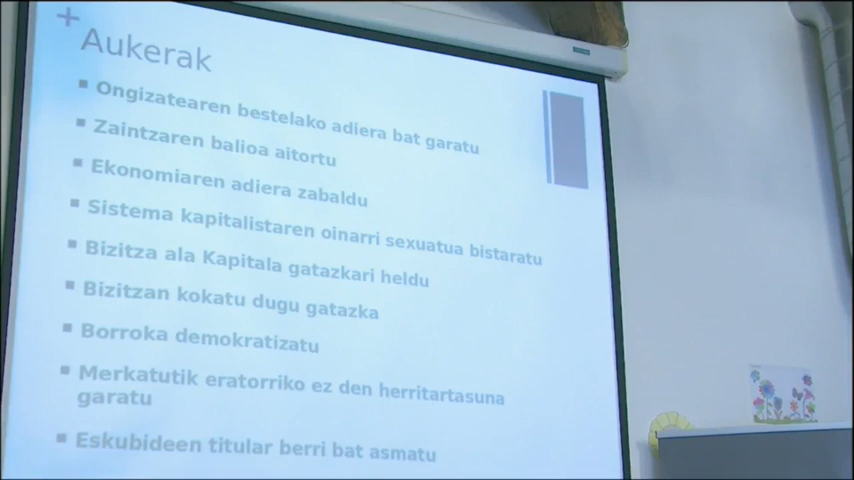 +
Aukerak
▪ Ongizatearen bestelako adiera bat garatu
▪ Zaintzaren balioa aitortu
▪ Ekonomiaren adiera zabaldu
▪ Sistema kapitalistaren oinarri sexuatua bistaratu
▪ Bizitza ala Kapitala gatazkari heldu
▪ Bizitzan kokatu dugu gatazka
▪ Borroka demokratizatu
▪ Merkatutik eratorriko ez den herritartasuna
garatu
▪ Eskubideen titular berri bat asmatu